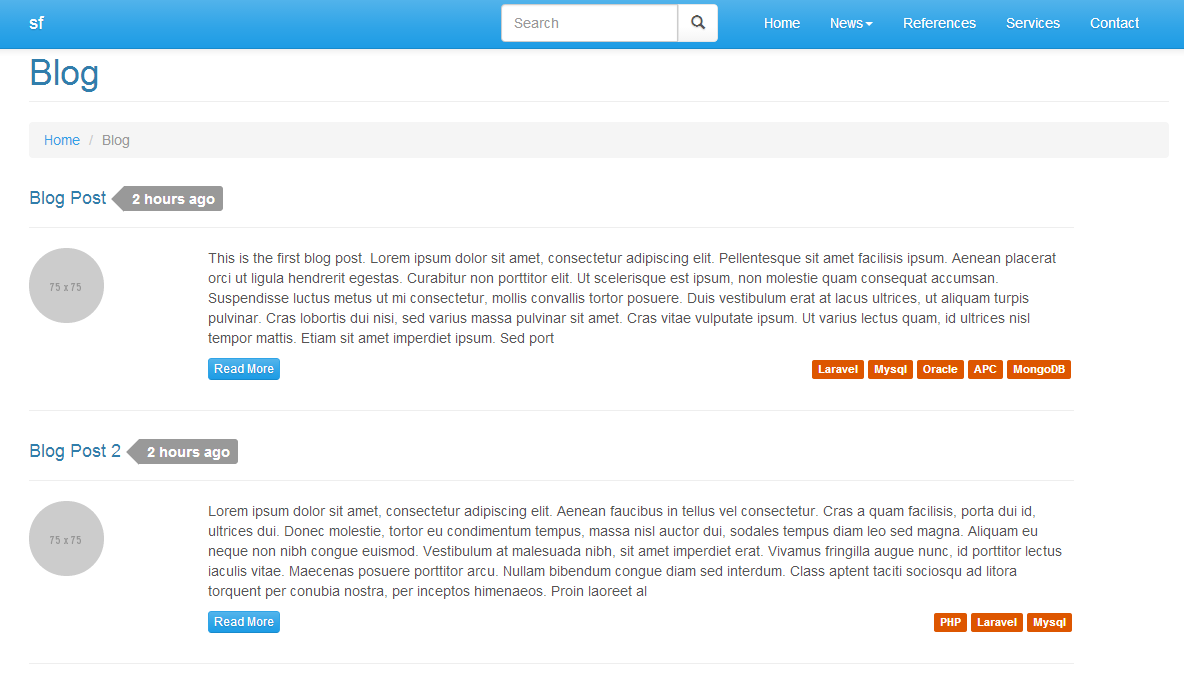 sf
Search
Home News References Services Contact
Blog
Home / Blog
Blog Post 2 hours ago
75 x 75
This is the first blog post. Lorem ipsum dolor sit amet, consectetur adipiscing elit. Pellentesque sit amet facilisis ipsum. Aenean placerat
orci ut ligula hendrerit egestas. Curabitur non porttitor elit. Ut scelerisque est ipsum, non molestie quam consequat accumsan.
Suspendisse luctus metus ut mi consectetur, mollis convallis tortor posuere. Duis vestibulum erat at lacus ultrices, ut aliquam turpis
pulvinar. Cras lobortis dui nisi, sed varius massa pulvinar sit amet. Cras vitae vulputate ipsum. Ut varius lectus quam, id ultrices nisl
tempor mattis. Etiam sit amet imperdiet ipsum. Sed port
Read More
Laravel Mysql Oracle APC MongoDB
Blog Post 2 2 hours ago
75 x 75
Lorem ipsum dolor sit amet, consectetur adipiscing elit. Aenean faucibus in tellus vel consectetur. Cras a quam facilisis, porta dui id,
ultrices dui. Donec molestie, tortor eu condimentum tempus, massa nisl auctor dui, sodales tempus diam leo sed magna. Aliquam eu
neque non nibh congue euismod. Vestibulum at malesuada nibh, sit amet imperdiet erat. Vivamus fringilla augue nunc, id porttitor lectus
iaculis vitae. Maecenas posuere porttitor arcu. Nullam bibendum congue diam sed interdum. Class aptent taciti sociosqu ad litora
torquent per conubia nostra, per inceptos himenaeos. Proin laoreet al
Read More
PHP Laravel Mysql